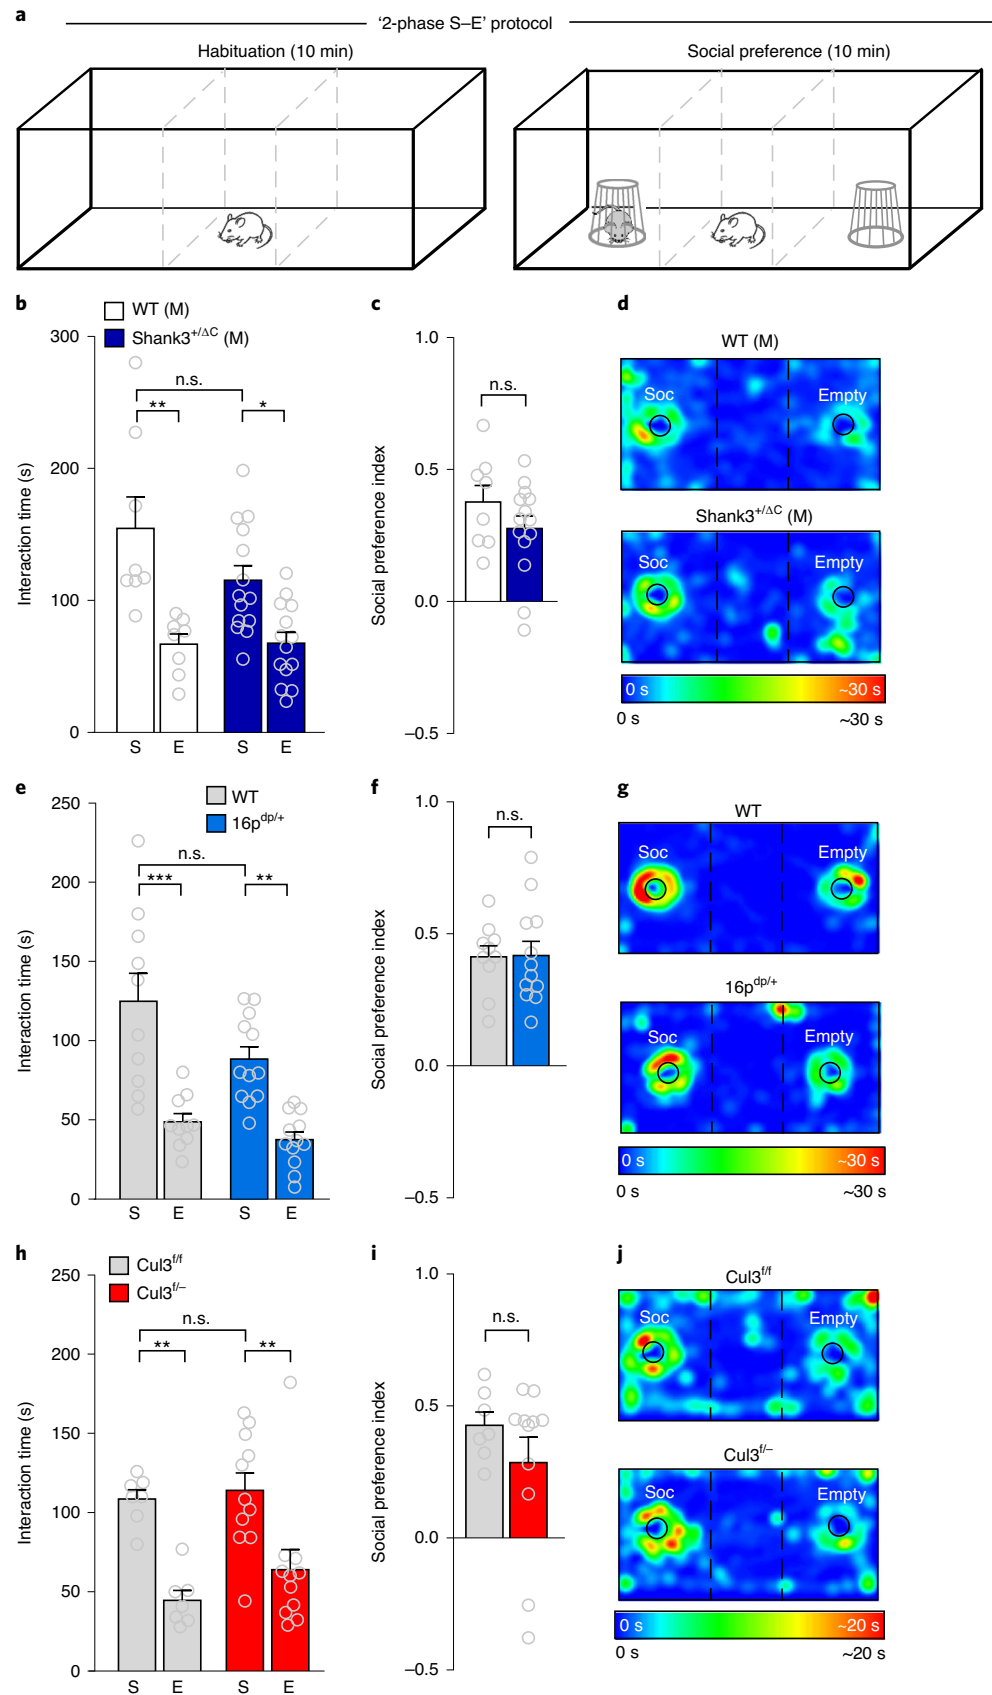 a
‘2-phase S–E’ protocol
Habituation (10 min)
Social preference (10 min)
b
WT (M)
Shank3+/ΔC (M)
Interaction time (s)
300
200
100
0
n.s.
**
*
S E S E
c
Social preference index
1.0
0.5
0.0
–0.5
n.s.
d
WT (M)
Soc Empty
Shank3+/ΔC (M)
Soc Empty
0 s ~30 s
0 s ~30 s
e
WT
16pdp/+
Interaction time (s)
250
200
150
100
50
0
n.s.
***
**
S E S E
f
Social preference index
1.0
0.5
0.0
–0.5
n.s.
g
WT
Soc Empty
16pdp/+
Soc Empty
0 s ~30 s
0 s ~30 s
h
Cul3f/f
Cul3f/–
Interaction time (s)
250
200
150
100
50
0
n.s.
**
**
S E S E
i
Social preference index
1.0
0.5
0.0
–0.5
n.s.
j
Cul3f/f
Soc Empty
Cul3f/–
Soc Empty
0 s ~20 s
0 s ~20 s